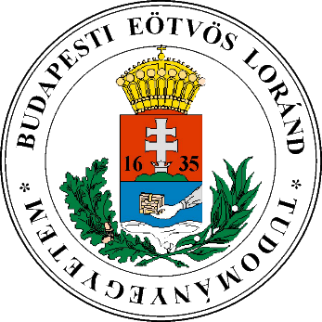 * BUDAPESTI EÖTVÖS LORÁND * TUDOMÁNYEGYETEM
16 35